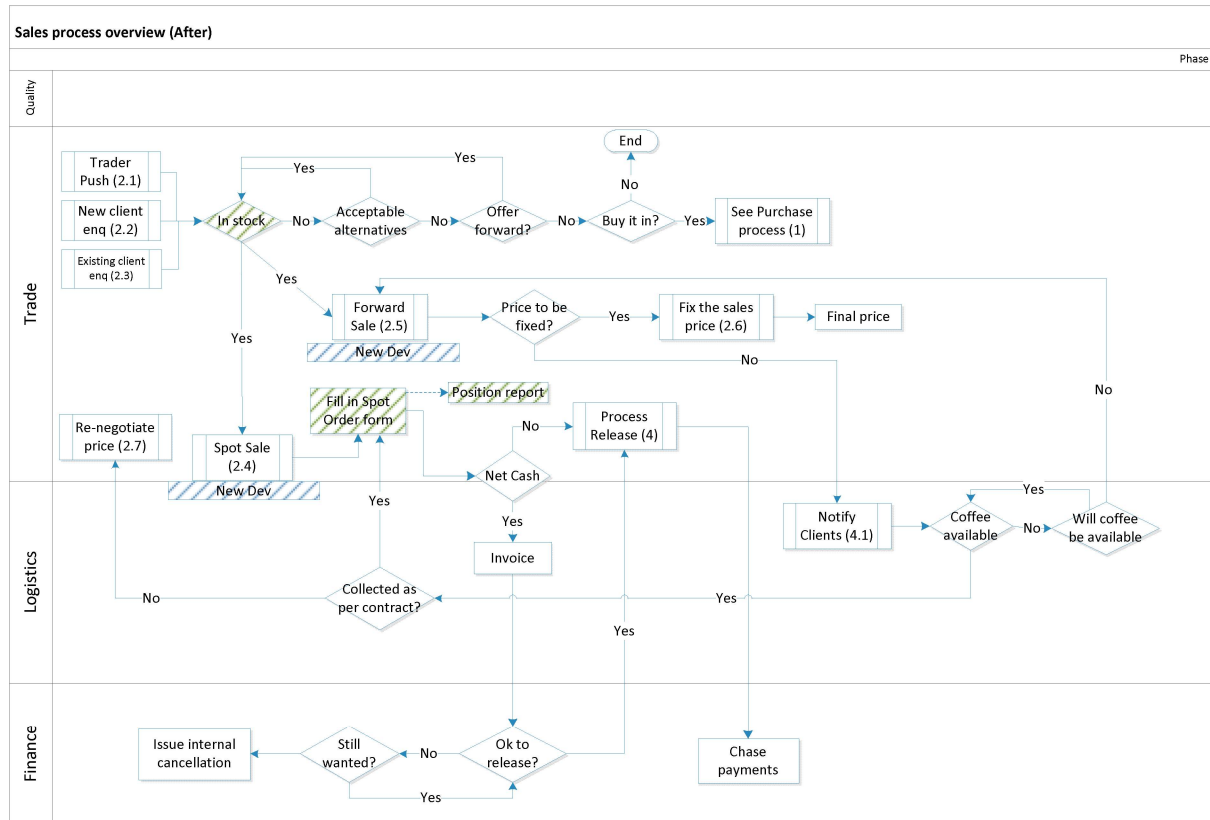 Sales process overview (After)
Phase
Quality
Trade
Logistics
Finance
End
Yes
Yes
No
Trader
Push (2.1)
New client
enq (2.2)
Existing client
enq (2.3)
In stock
No
Acceptable
alternatives
No
Offer
forward?
No
Buy it in?
Yes
See Purchase
process (1)
Yes
Forward
Sale (2.5)
New Dev
Price to be
fixed?
Yes
Fix the sales
price (2.6)
Final price
Yes
No
No
Position report
Fill in Spot
Order form
Re-negotiate
price (2.7)
Spot Sale
(2.4)
New Dev
No
Process
Release (4)
Net Cash
Yes
Yes
Yes
Notify
Clients (4.1)
Coffee
available
No
Will coffee
be available
Invoice
No
Collected as
per contract?
Yes
Yes
Issue internal
cancellation
Still
wanted?
No
Ok to
release?
Yes
Chase
payments